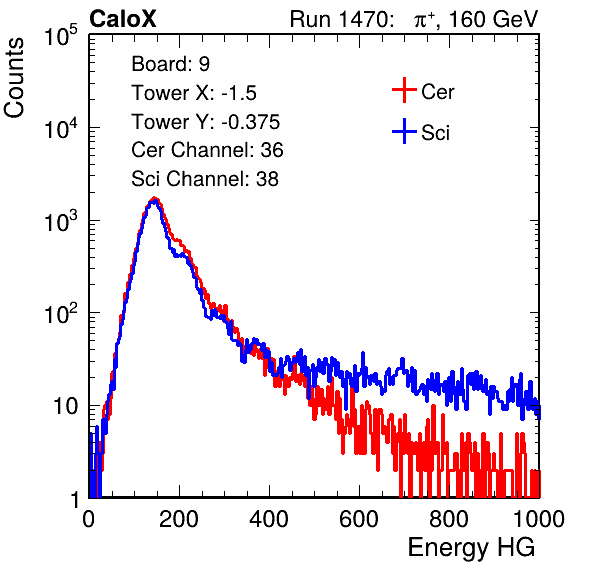 CaloX Run 1470: π⁺, 160 GeV
Counts
10⁵
10⁴
10³
10²
10
1
Board: 9
Tower X: -1.5
Tower Y: -0.375
Cer Channel: 36
Sci Channel: 38
Cer
Sci
0 200 400 600 800 1000
Energy HG